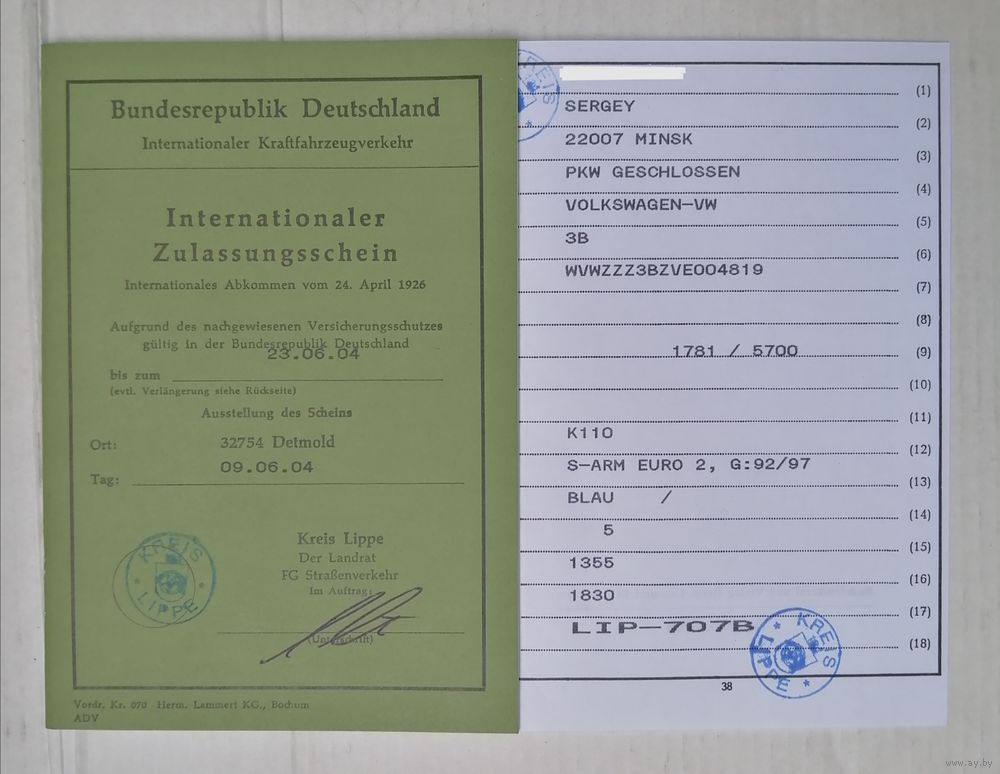 Bundesrepublik Deutschland
Internationaler Kraftfahrzeugverkehr
Internationaler
Zulassungsschein
Internationales Abkommen vom 24. April 1926
Aufgrund des nachgewiesenen Versicherungsschutzes
gültig in der Bundesrepublik Deutschland
23.06.04
bis zum
(evtl. Verlängerung siehe Rückseite)
Ausstellung des Scheins
Ort: 32754 Detmold
09.06.04
Tag:
KREIS
LIPPE
Kreis Lippe
Der Landrat
FG Straßenverkehr
Im Auftrag:
(Unterschrift)
Vordr. Kr. 070 Herm. Lammert KG., Bochum
ADV
KREIS
(1)
SERGEY
(2)
22007 MINSK
(3)
PKW GESCHLOSSEN
(4)
VOLKSWAGEN-VW
(5)
3B
(6)
WVWZZZ3BZVE004819
(7)
(8)
1781 / 5700 (9)
(10)
(11)
K110
(12)
S-ARM EURO 2, G:92/97
(13)
BLAU /
(14)
5
(15)
1355
(16)
1830
(17)
LIP-707B
(18)
KREIS
LIPPE
38
www.ay.by